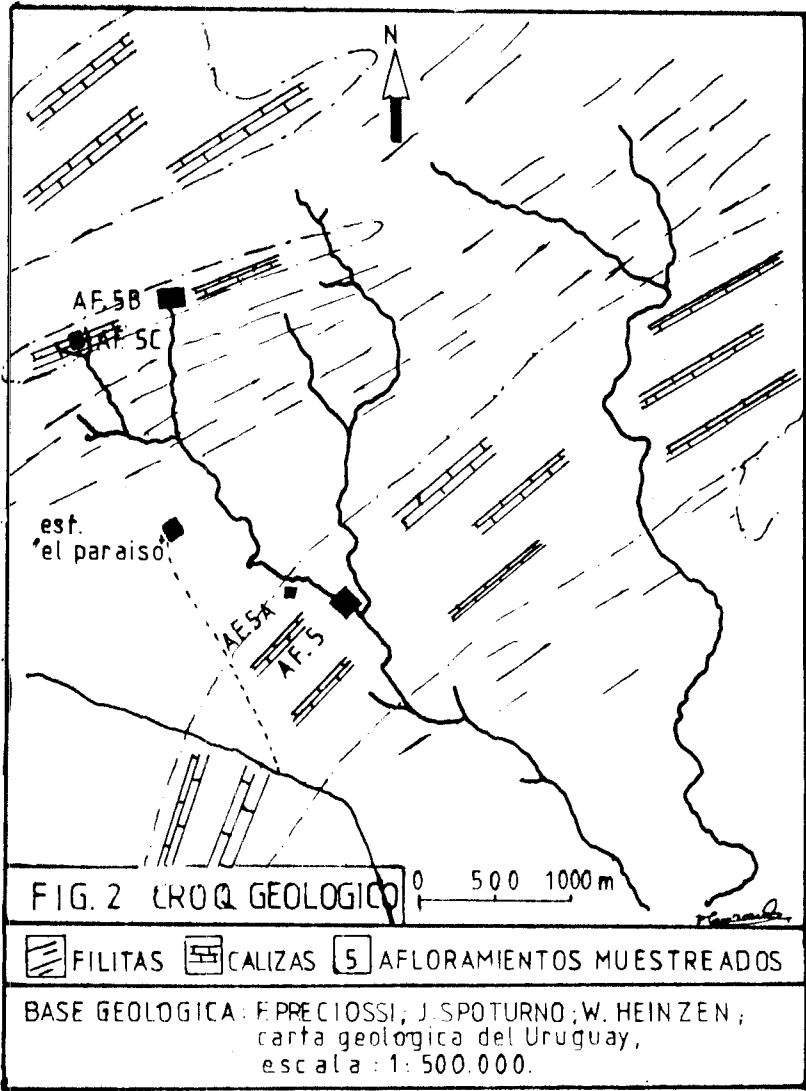 N
AF.5B
AF.5C
est.
"el paraiso"
AF.5A
AF.5
FIG. 2 CROQ GEOLOGICO
0 500 1000 m
FILITAS CALIZAS 5 AFLORAMIENTOS MUESTREADOS
BASE GEOLOGICA: F. PRECIOSSI; J. SPOTURNO; W. HEINZEN;
carta geologica del Uruguay,
escala: 1: 500.000.